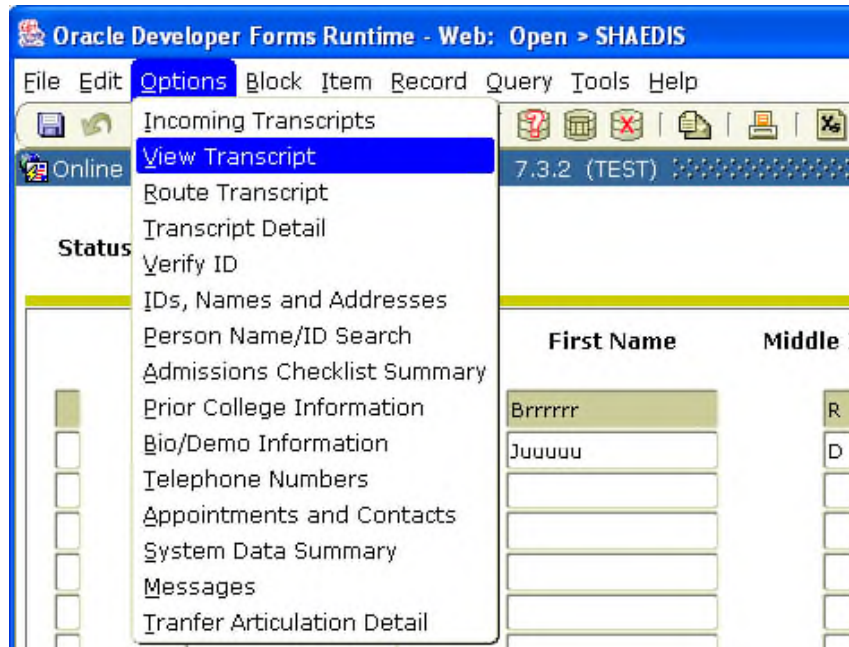 Oracle Developer Forms Runtime - Web: Open > SHAEDIS
File Edit Options Block Item Record Query Tools Help
Incoming Transcripts
View Transcript
Online 7.3.2 (TEST)
Route Transcript
Transcript Detail
Status
Verify ID
IDs, Names and Addresses
Person Name/ID Search
First Name Middle
Admissions Checklist Summary
Prior College Information
Brrrrrr R
Bio/Demo Information
Juuuuu D
Telephone Numbers
Appointments and Contacts
System Data Summary
Messages
Tranfer Articulation Detail